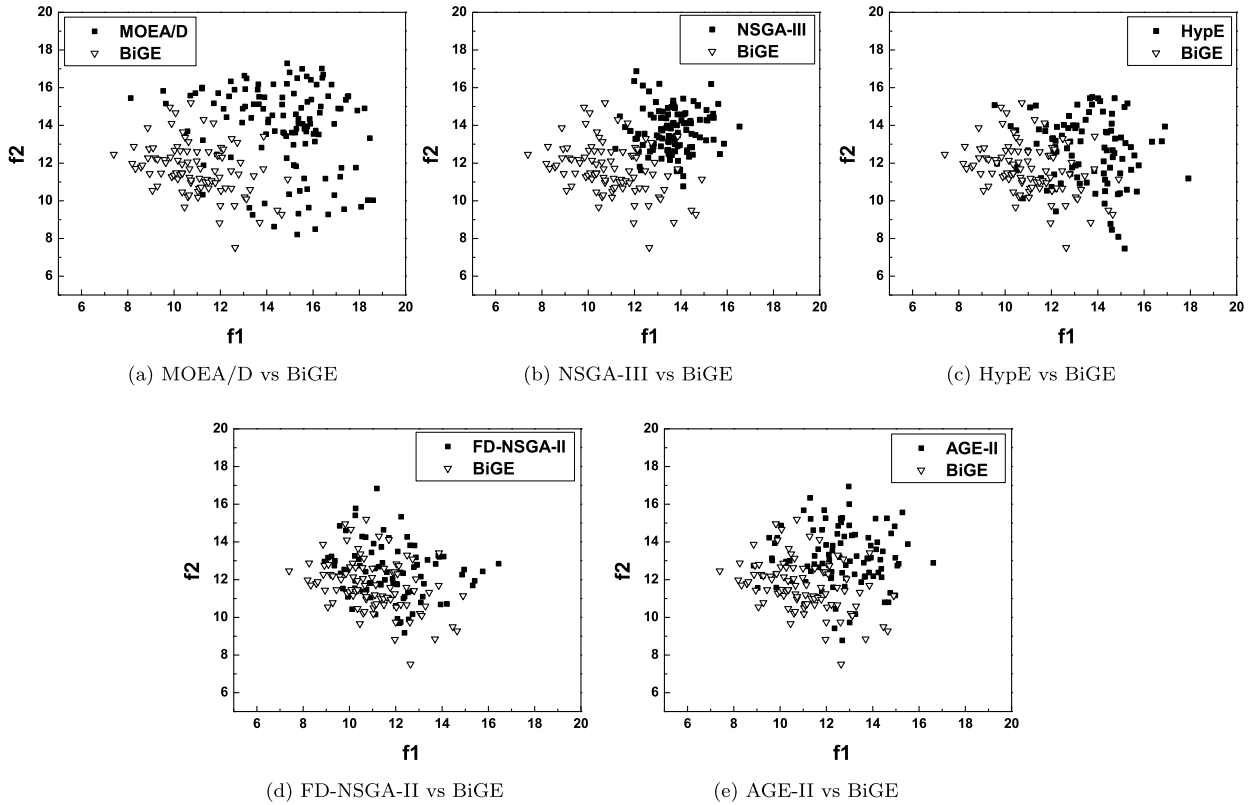 MOEA/D
BiGE
20
18
16
14
12
10
8
6
f2
6 8 10 12 14 16 18 20
f1
(a) MOEA/D vs BiGE
NSGA-III
BiGE
20
18
16
14
12
10
8
6
f2
6 8 10 12 14 16 18 20
f1
(b) NSGA-III vs BiGE
HypE
BiGE
20
18
16
14
12
10
8
6
f2
6 8 10 12 14 16 18 20
f1
(c) HypE vs BiGE
FD-NSGA-II
BiGE
20
18
16
14
12
10
8
6
f2
6 8 10 12 14 16 18 20
f1
(d) FD-NSGA-II vs BiGE
AGE-II
BiGE
20
18
16
14
12
10
8
6
f2
6 8 10 12 14 16 18 20
f1
(e) AGE-II vs BiGE